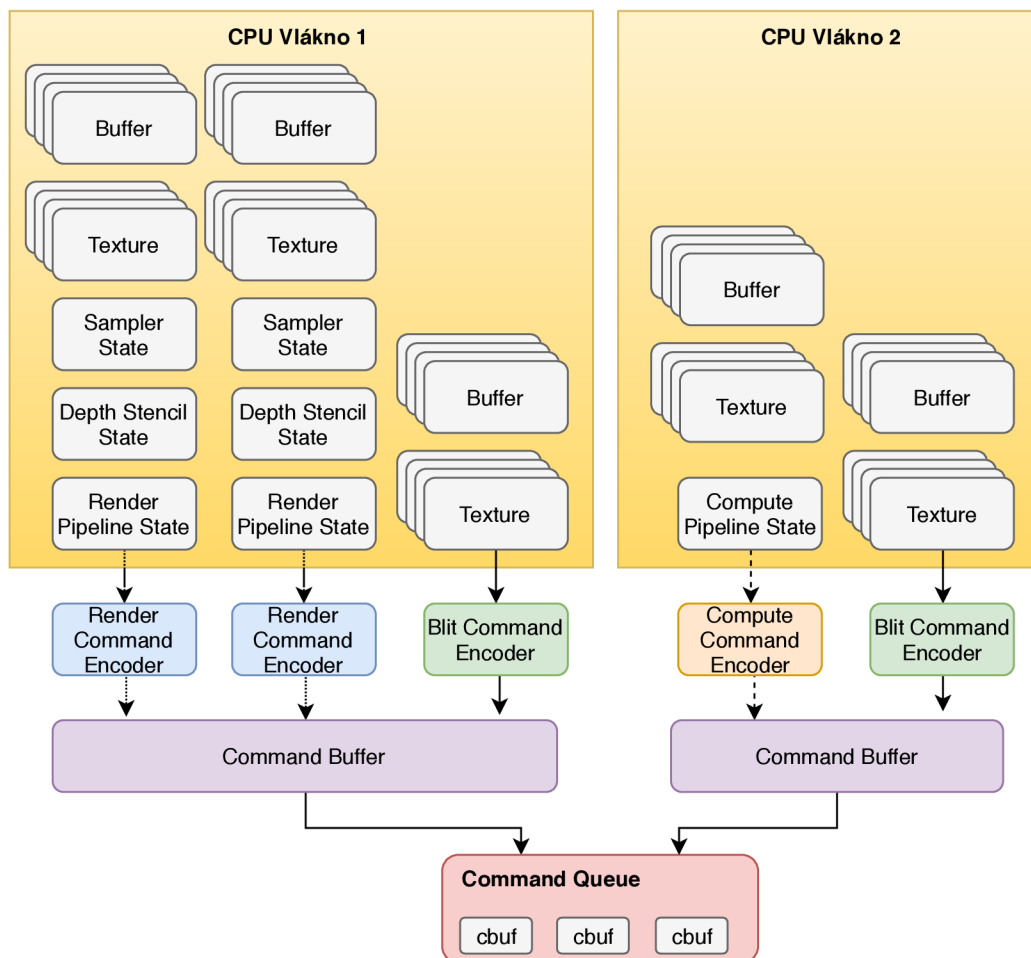 CPU Vlákno 1
Buffer
Buffer
Texture
Texture
Sampler
State
Sampler
State
Depth Stencil
State
Depth Stencil
State
Render
Pipeline State
Render
Pipeline State
Buffer
Texture
CPU Vlákno 2
Buffer
Texture
Compute
Pipeline State
Buffer
Texture
Render
Command
Encoder
Render
Command
Encoder
Blit Command
Encoder
Compute
Command
Encoder
Blit Command
Encoder
Command Buffer
Command Buffer
Command Queue
cbuf
cbuf
cbuf